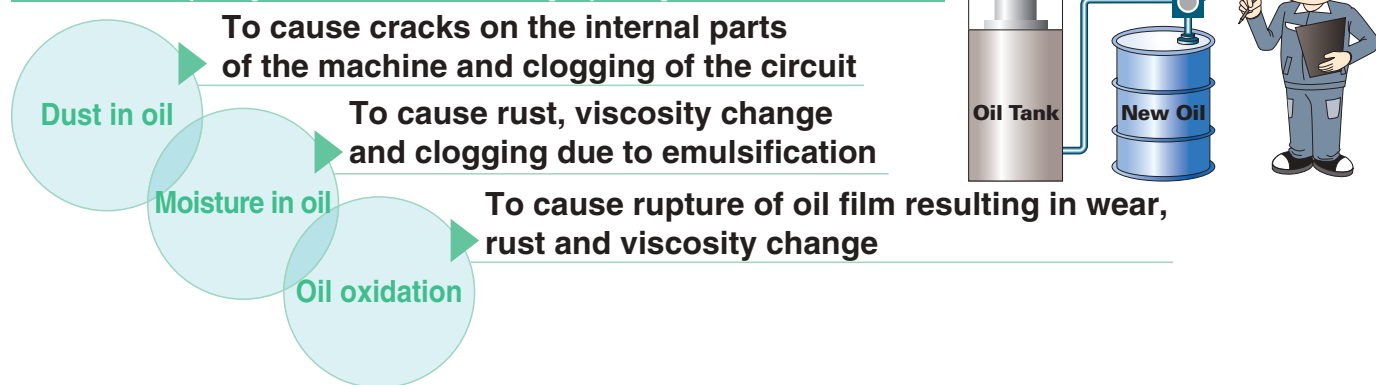 Dust in oil
To cause cracks on the internal parts
of the machine and clogging of the circuit
Moisture in oil
To cause rust, viscosity change
and clogging due to emulsification
Oil oxidation
To cause rupture of oil film resulting in wear,
rust and viscosity change
Oil Tank
New Oil